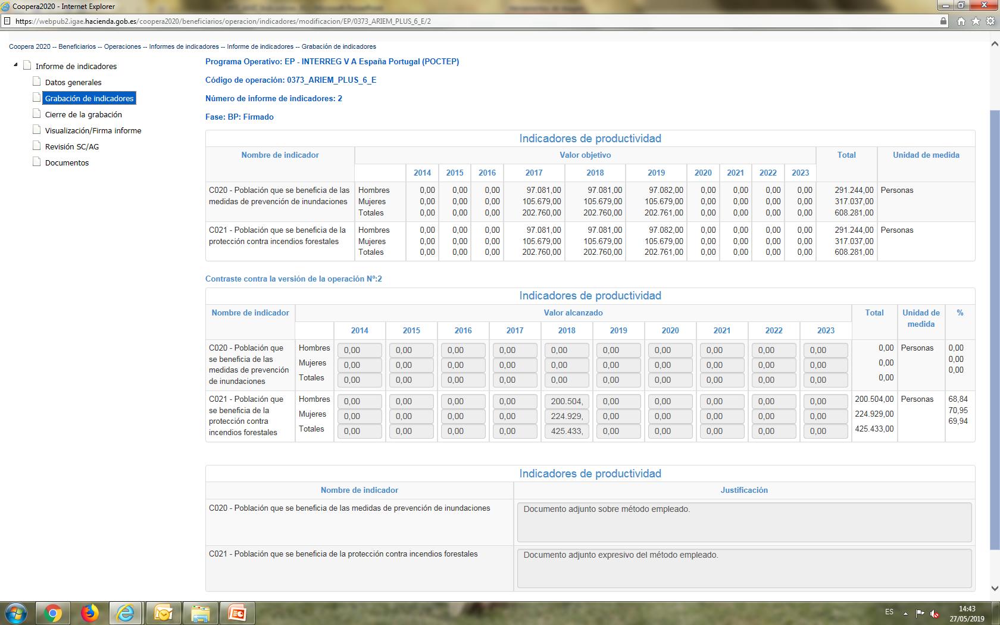 Coopera2020 - Internet Explorer
https://webpub2.igae.hacienda.gob.es/coopera2020/beneficiarios/operacion/indicadores/modificacion/EP/0373_ARIEM_PLUS_6_E/2
Coopera 2020 -- Beneficiarios -- Operaciones -- Informes de indicadores -- Informe de indicadores -- Grabación de indicadores
Informe de indicadores
Datos generales
Grabación de indicadores
Cierre de la grabación
Visualización/Firma informe
Revisión SC/AG
Documentos
Programa Operativo: EP - INTERREG V A España Portugal (POCTEP)
Código de operación: 0373_ARIEM_PLUS_6_E
Número de informe de indicadores: 2
Fase: BP: Firmado
Indicadores de productividad
Nombre de indicador Valor objetivo Total Unidad de medida
2014 2015 2016 2017 2018 2019 2020 2021 2022 2023
C020 - Población que se beneficia de las Hombres 0,00 0,00 0,00 97.081,00 97.081,00 97.082,00 0,00 0,00 0,00 0,00 291.244,00 Personas
medidas de prevención de inundaciones Mujeres 0,00 0,00 0,00 105.679,00 105.679,00 105.679,00 0,00 0,00 0,00 0,00 317.037,00
Totales 0,00 0,00 0,00 202.760,00 202.760,00 202.761,00 0,00 0,00 0,00 0,00 608.281,00
C021 - Población que se beneficia de la Hombres 0,00 0,00 0,00 97.081,00 97.081,00 97.082,00 0,00 0,00 0,00 0,00 291.244,00 Personas
protección contra incendios forestales Mujeres 0,00 0,00 0,00 105.679,00 105.679,00 105.679,00 0,00 0,00 0,00 0,00 317.037,00
Totales 0,00 0,00 0,00 202.760,00 202.760,00 202.761,00 0,00 0,00 0,00 0,00 608.281,00
Contraste contra la versión de la operación Nº:2
Indicadores de productividad
Nombre de indicador Valor alcanzado Total Unidad de %
medida
2014 2015 2016 2017 2018 2019 2020 2021 2022 2023
C020 - Población que Hombres 0,00 0,00 0,00 0,00 0,00 0,00 0,00 0,00 0,00 0,00 0,00 Personas 0,00
se beneficia de las Mujeres 0,00 0,00 0,00 0,00 0,00 0,00 0,00 0,00 0,00 0,00 0,00 0,00
medidas de prevención Totales 0,00 0,00 0,00 0,00 0,00 0,00 0,00 0,00 0,00 0,00 0,00 0,00
de inundaciones
C021 - Población que Hombres 0,00 0,00 0,00 0,00 200.504, 0,00 0,00 0,00 0,00 0,00 200.504,00 Personas 68,84
se beneficia de la Mujeres 0,00 0,00 0,00 0,00 224.929, 0,00 0,00 0,00 0,00 0,00 224.929,00 70,95
protección contra Totales 0,00 0,00 0,00 0,00 425.433, 0,00 0,00 0,00 0,00 0,00 425.433,00 69,94
incendios forestales
Indicadores de productividad
Nombre de indicador Justificación
C020 - Población que se beneficia de las medidas de prevención de inundaciones Documento adjunto sobre método empleado.
C021 - Población que se beneficia de la protección contra incendios forestales Documento adjunto expresivo del método empleado.
ES
14:43
27/05/2019